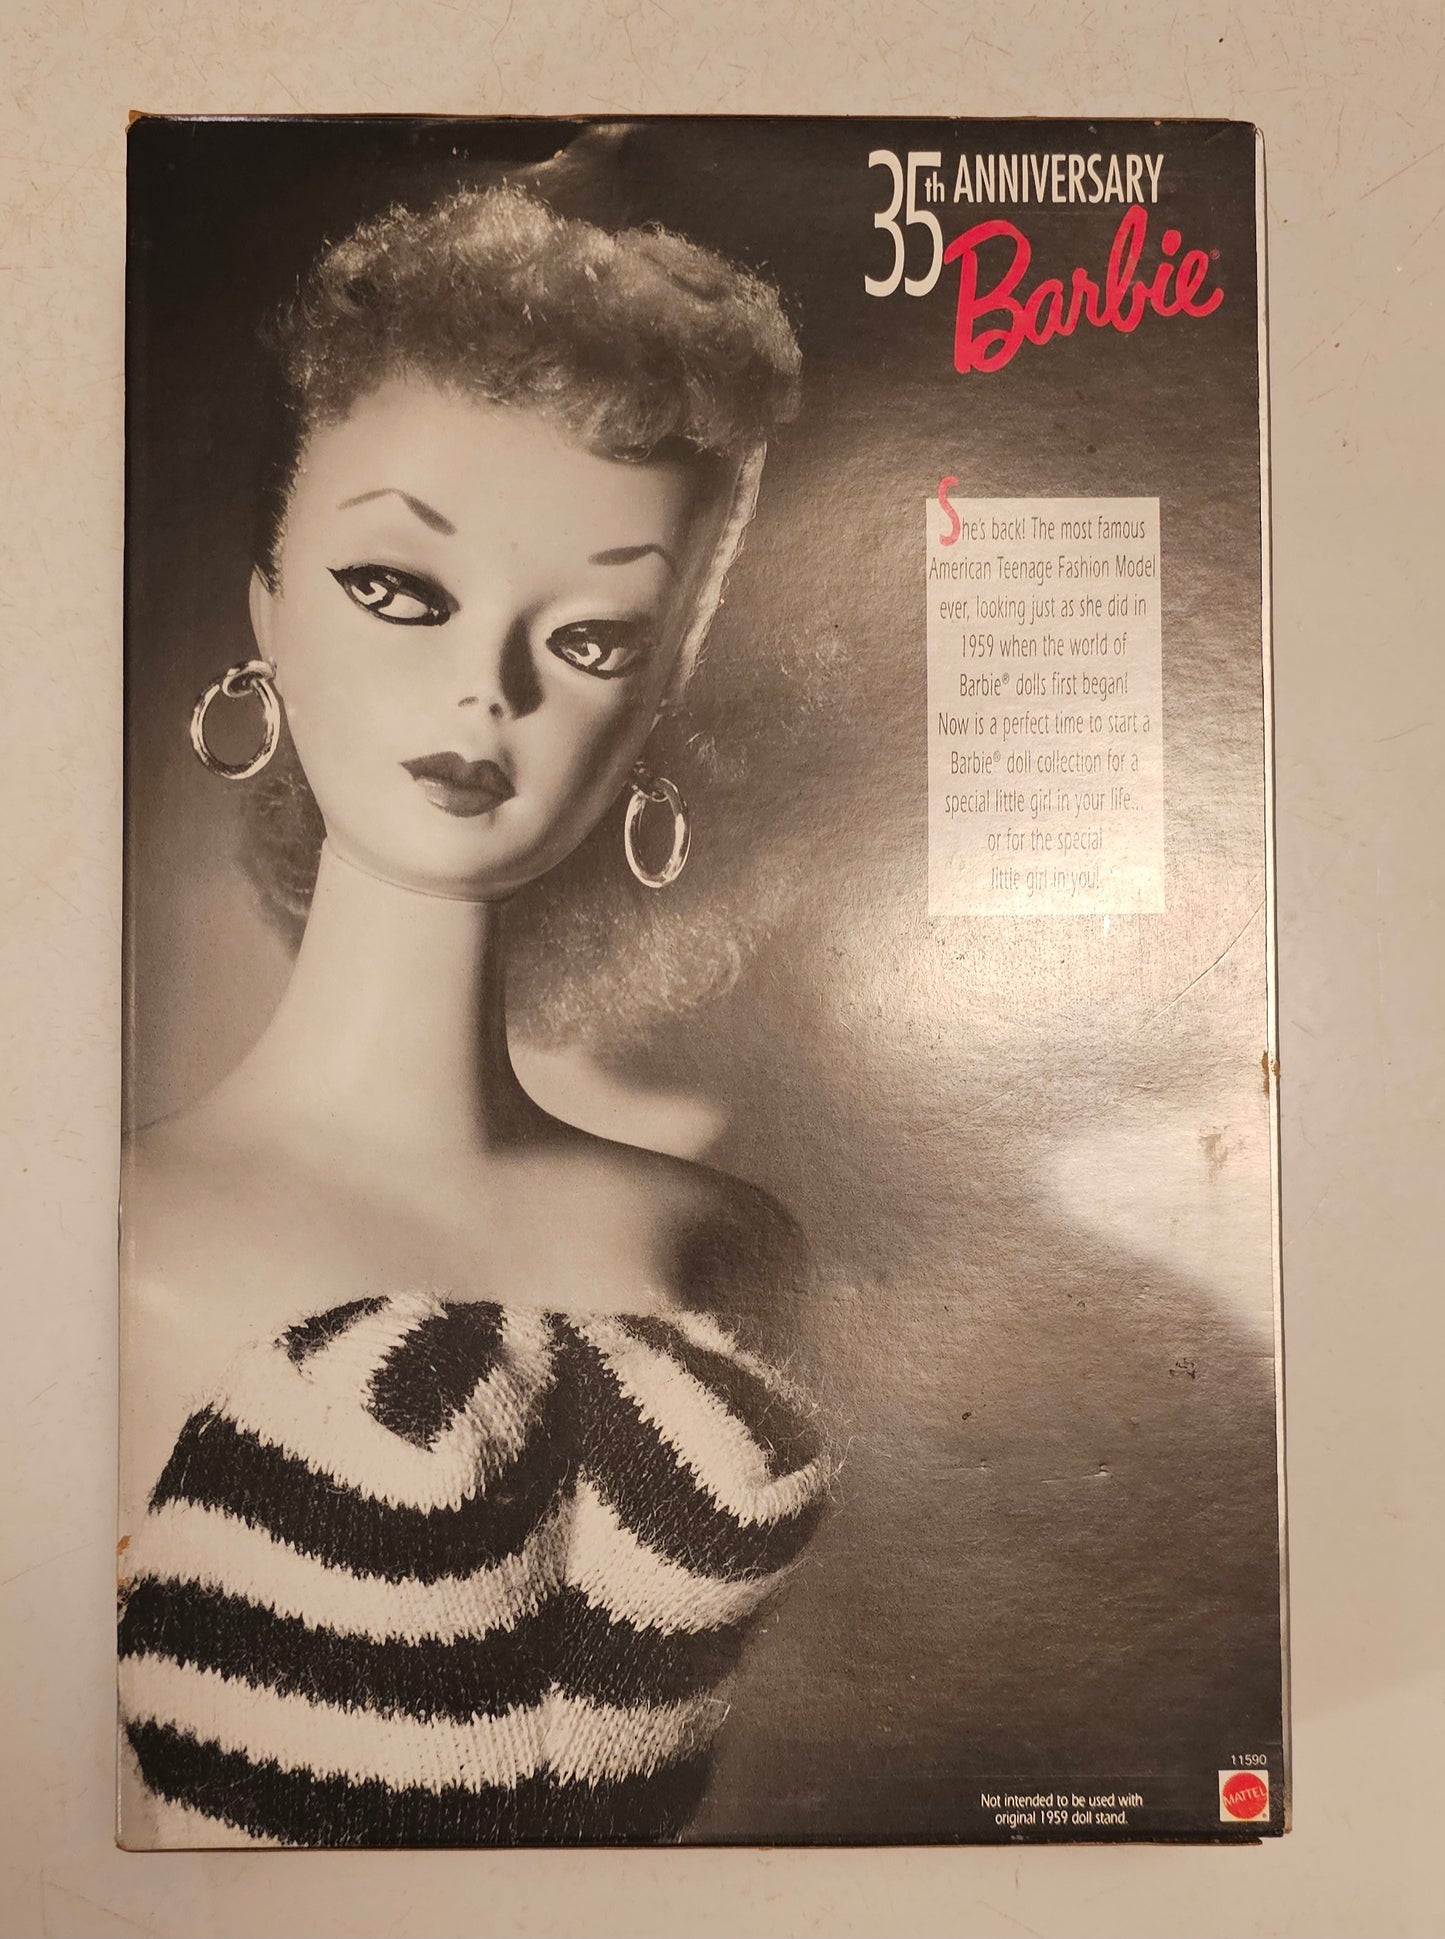 35th ANNIVERSARY
Barbie®
She's back! The most famous
American Teenage Fashion Model
ever, looking just as she did in
1959 when the world of
Barbie® dolls first began!
Now is a perfect time to start a
Barbie® doll collection for a
special little girl in your life...
or for the special
little girl in you!
11590
MATTEL®
Not intended to be used with
original 1959 doll stand.